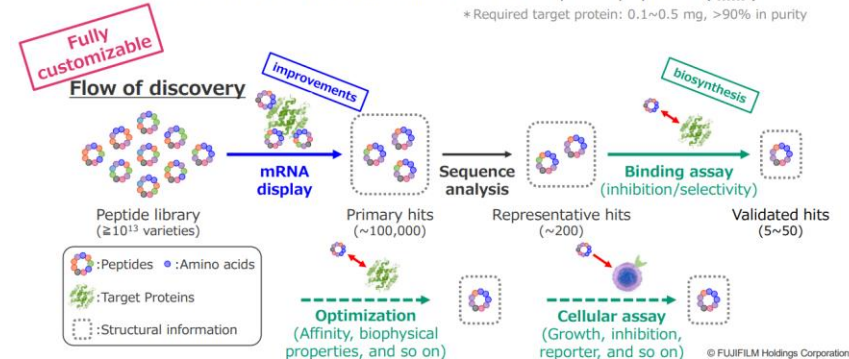 *Required target protein: 0.1~0.5 mg, >90% in purity
Fully
customizable
Flow of discovery
improvements
biosynthesis
mRNA
display
Sequence
analysis
Binding assay
(inhibition/selectivity)
Peptide library
(≧10¹³ varieties)
Primary hits
(~100,000)
Representative hits
(~200)
Validated hits
(5~50)
:Peptides
:Amino acids
:Target Proteins
:Structural information
Optimization
(Affinity, biophysical
properties, and so on)
Cellular assay
(Growth, inhibition,
reporter, and so on)
© FUJIFILM Holdings Corporation